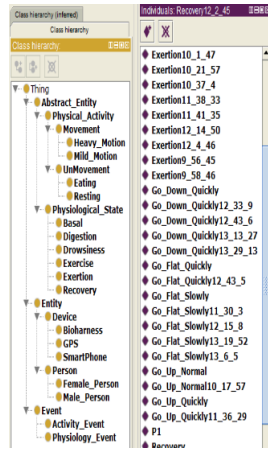 Class hierarchy (inferred)
Class hierarchy
Class hierarchy
Thing
Abstract_Entity
Physical_Activity
Movement
Heavy_Motion
Mild_Motion
UnMovement
Eating
Resting
Physiological_State
Basal
Digestion
Drowsiness
Exercise
Exertion
Recovery
Entity
Device
Bioharness
GPS
SmartPhone
Person
Female_Person
Male_Person
Event
Activity_Event
Physiology_Event
Individuals: Recovery12_2_45
Exertion10_1_47
Exertion10_21_57
Exertion10_37_4
Exertion11_38_33
Exertion11_41_35
Exertion12_14_50
Exertion12_4_46
Exertion9_56_45
Exertion9_58_46
Go_Down_Quickly
Go_Down_Quickly12_33_9
Go_Down_Quickly12_43_6
Go_Down_Quickly13_13_27
Go_Down_Quickly13_29_13
Go_Flat_Quickly
Go_Flat_Quickly12_43_5
Go_Flat_Slowly
Go_Flat_Slowly11_30_3
Go_Flat_Slowly12_15_8
Go_Flat_Slowly13_19_52
Go_Flat_Slowly13_6_5
Go_Up_Normal
Go_Up_Normal10_17_57
Go_Up_Quickly
Go_Up_Quickly11_36_29
P1
Recovery